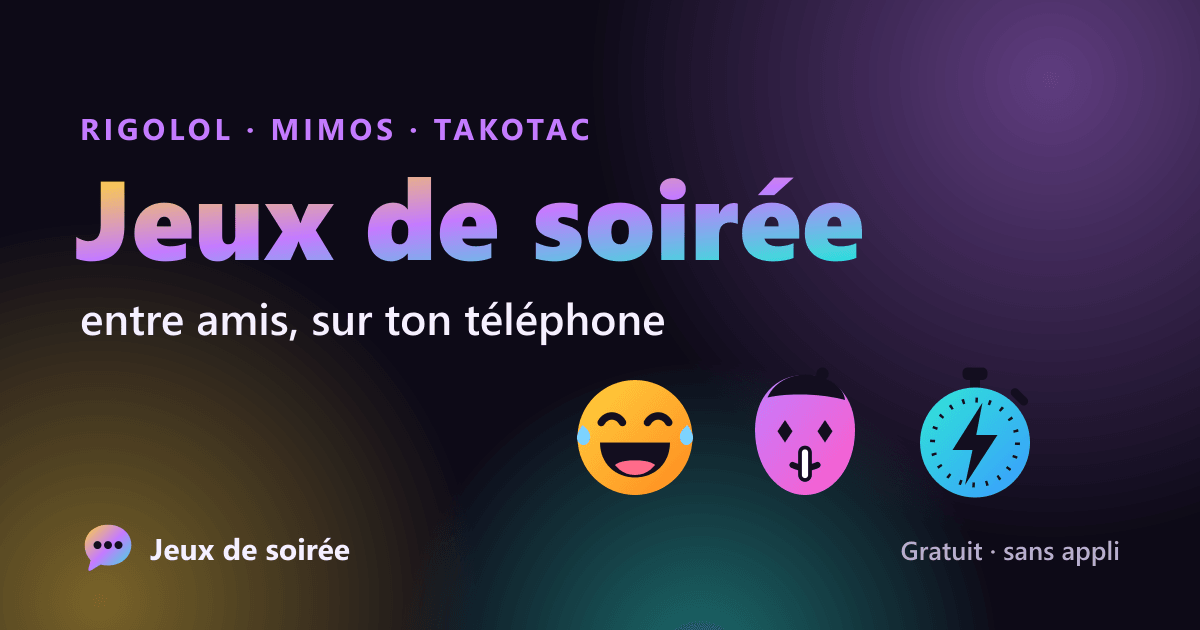 RIGOLOL · MIMOS · TAKOTAC
Jeux de soirée
entre amis, sur ton téléphone
Jeux de soirée
Gratuit · sans appli